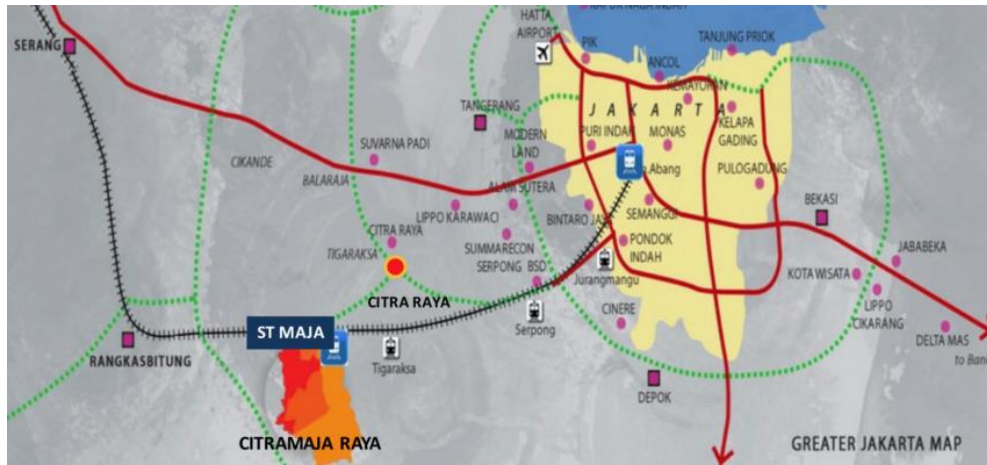 HATTA
AIRPORT
TANJUNG PRIOK
SERANG
PIK
ANCOL
KEMAYORAN
TANGERANG
J A K A R T A
KELAPA
GADING
SUVARNA PADI
MODERN
LAND
PURI INDAH
MONAS
CIKANDE
BALARAJA
Abang
PULOGADUNG
ALAM SUTERA
LIPPO KARAWACI
BINTARO JAYA
SEMANGGI
BEKASI
CITRA RAYA
TIGARAKSA
SUMMARECON
SERPONG
BSD
PONDOK
INDAH
Jurangmangu
KOTA WISATA
JABABEKA
CITRA RAYA
LIPPO
CIKARANG
Serpong
CINERE
ST MAJA
DELTA MAS
RANGKASBITUNG
Tigaraksa
to
DEPOK
CITRAMAJA RAYA
GREATER JAKARTA MAP